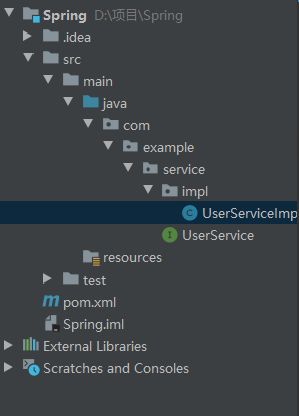 Spring D:\项目\Spring
.idea
src
main
java
com
example
service
impl
UserServiceImp
UserService
resources
test
pom.xml
Spring.iml
External Libraries
Scratches and Consoles